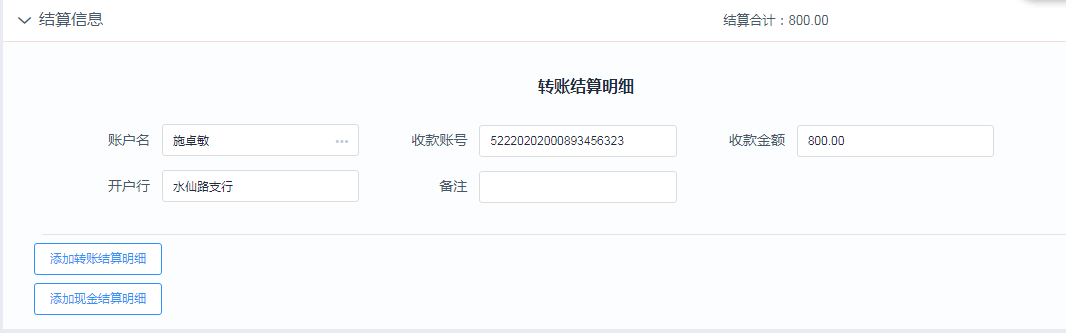 结算信息 结算合计：800.00
转账结算明细
账户名 施卓敏 ··· 收款账号 52220202000893456323 收款金额 800.00
开户行 水仙路支行 备注
添加转账结算明细
添加现金结算明细